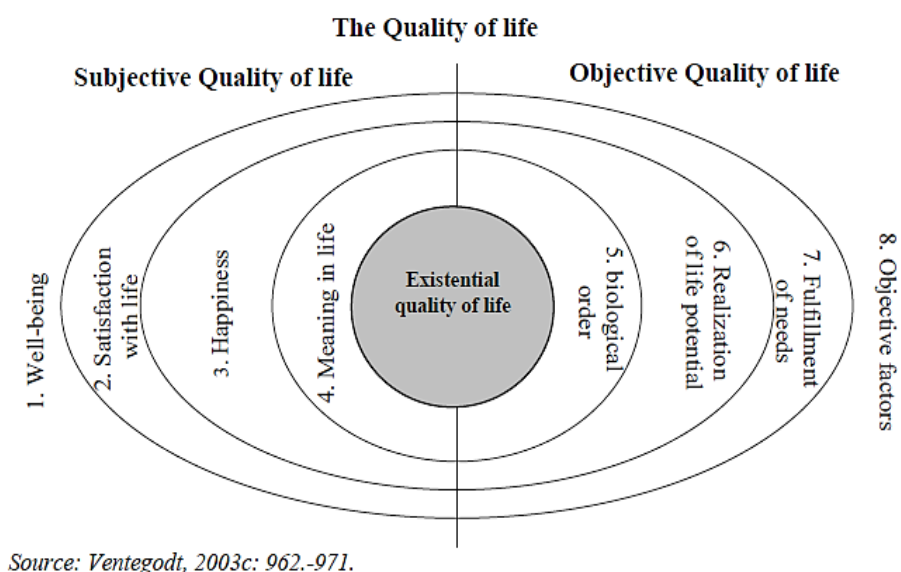 The Quality of life
Subjective Quality of life
Objective Quality of life
1. Well-being
2. Satisfaction
with life
3. Happiness
4. Meaning in life
Existential
quality of life
5. biological
order
6. Realization
of life potential
7. Fulfillment
of needs
8. Objective factors
Source: Ventegodt, 2003c: 962.-971.